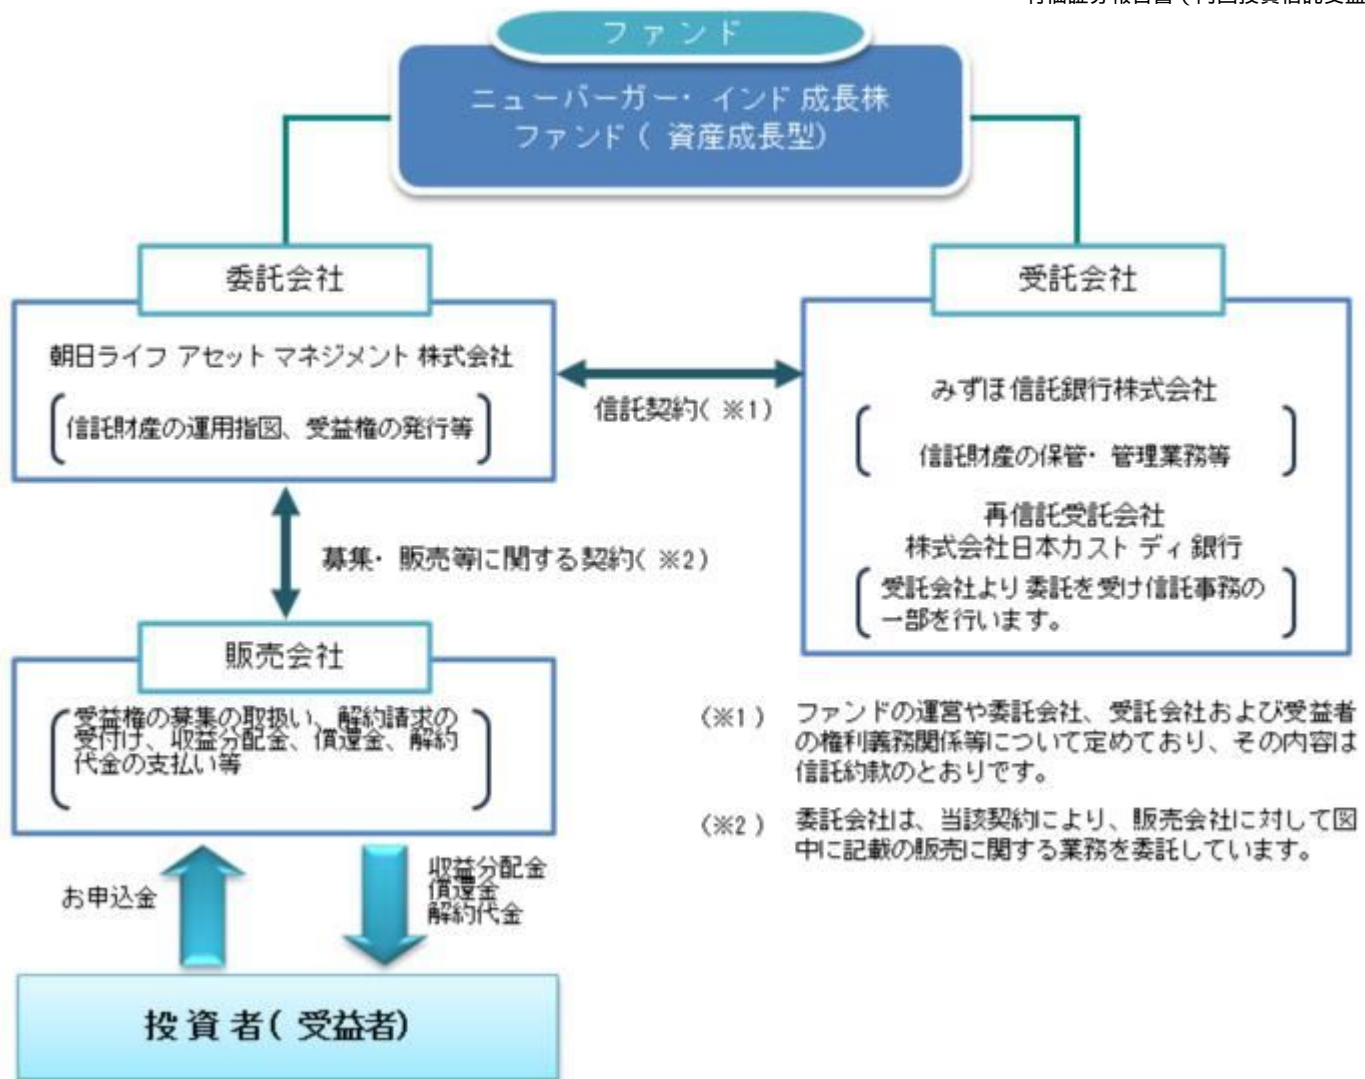 ファンド
ニューバーガー・インド成長株
ファンド(資産成長型)
委託会社
朝日ライフ アセット マネジメント 株式会社
信託財産の運用指図、受益権の発行等
信託契約(※1)
受託会社
みずほ信託銀行株式会社
信託財産の保管・管理業務等
再信託受託会社
株式会社日本カストディ銀行
受託会社より委託を受け信託事務の
一部を行います。
募集・販売等に関する契約(※2)
販売会社
受益権の募集の取扱い、解約請求の
受付け、収益分配金、償還金、解約
代金の支払い等
(※1) ファンドの運営や委託会社、受託会社および受益者
の権利義務関係等について定めており、その内容は
信託約款のとおりです。
(※2) 委託会社は、当該契約により、販売会社に対して図
中に記載の販売に関する業務を委託しています。
お申込金
収益分配金
償還金
解約代金
投資者(受益者)